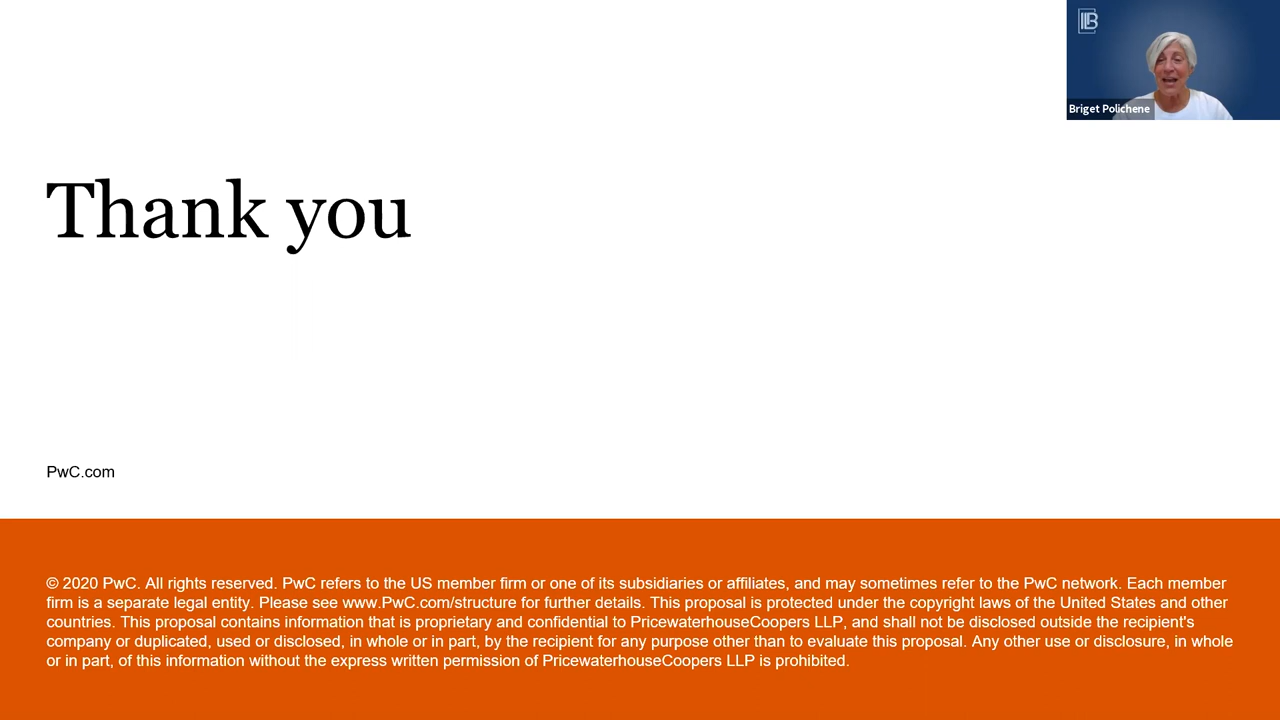 ILB
Briget Polichene
Thank you
PwC.com
© 2020 PwC. All rights reserved. PwC refers to the US member firm or one of its subsidiaries or affiliates, and may sometimes refer to the PwC network. Each member
firm is a separate legal entity. Please see www.PwC.com/structure for further details. This proposal is protected under the copyright laws of the United States and other
countries. This proposal contains information that is proprietary and confidential to PricewaterhouseCoopers LLP, and shall not be disclosed outside the recipient's
company or duplicated, used or disclosed, in whole or in part, by the recipient for any purpose other than to evaluate this proposal. Any other use or disclosure, in whole
or in part, of this information without the express written permission of PricewaterhouseCoopers LLP is prohibited.